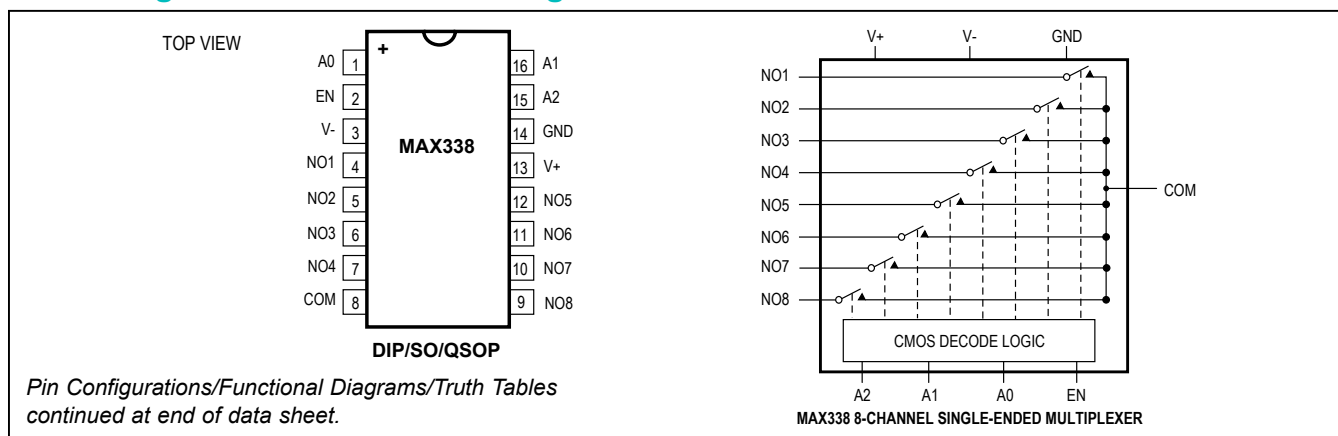 TOP VIEW
+
A0 1
EN 2
V- 3
NO1 4
NO2 5
NO3 6
NO4 7
COM 8
MAX338
16 A1
15 A2
14 GND
13 V+
12 NO5
11 NO6
10 NO7
9 NO8
DIP/SO/QSOP
Pin Configurations/Functional Diagrams/Truth Tables
continued at end of data sheet.
V+ V- GND
NO1
NO2
NO3
NO4
NO5
NO6
NO7
NO8
COM
CMOS DECODE LOGIC
A2 A1 A0 EN
MAX338 8-CHANNEL SINGLE-ENDED MULTIPLEXER